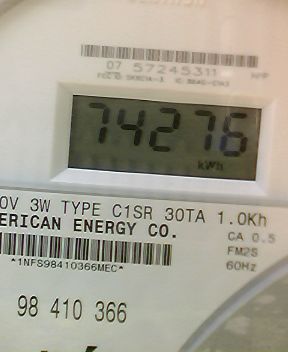 07 57245311
74276
kWh
0V 3W TYPE C1SR 30TA 1.0Kh
ERICAN ENERGY CO.
CA 0.5
FM2S
60Hz
*1NFS98410366MEC*
98 410 366